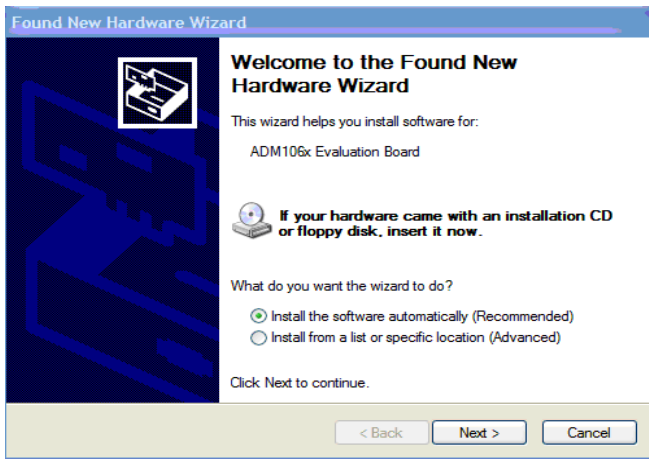 Found New Hardware Wizard
Welcome to the Found New
Hardware Wizard
This wizard helps you install software for:
ADM106x Evaluation Board
If your hardware came with an installation CD
or floppy disk, insert it now.
What do you want the wizard to do?
Install the software automatically (Recommended)
Install from a list or specific location (Advanced)
Click Next to continue.
< Back Next > Cancel